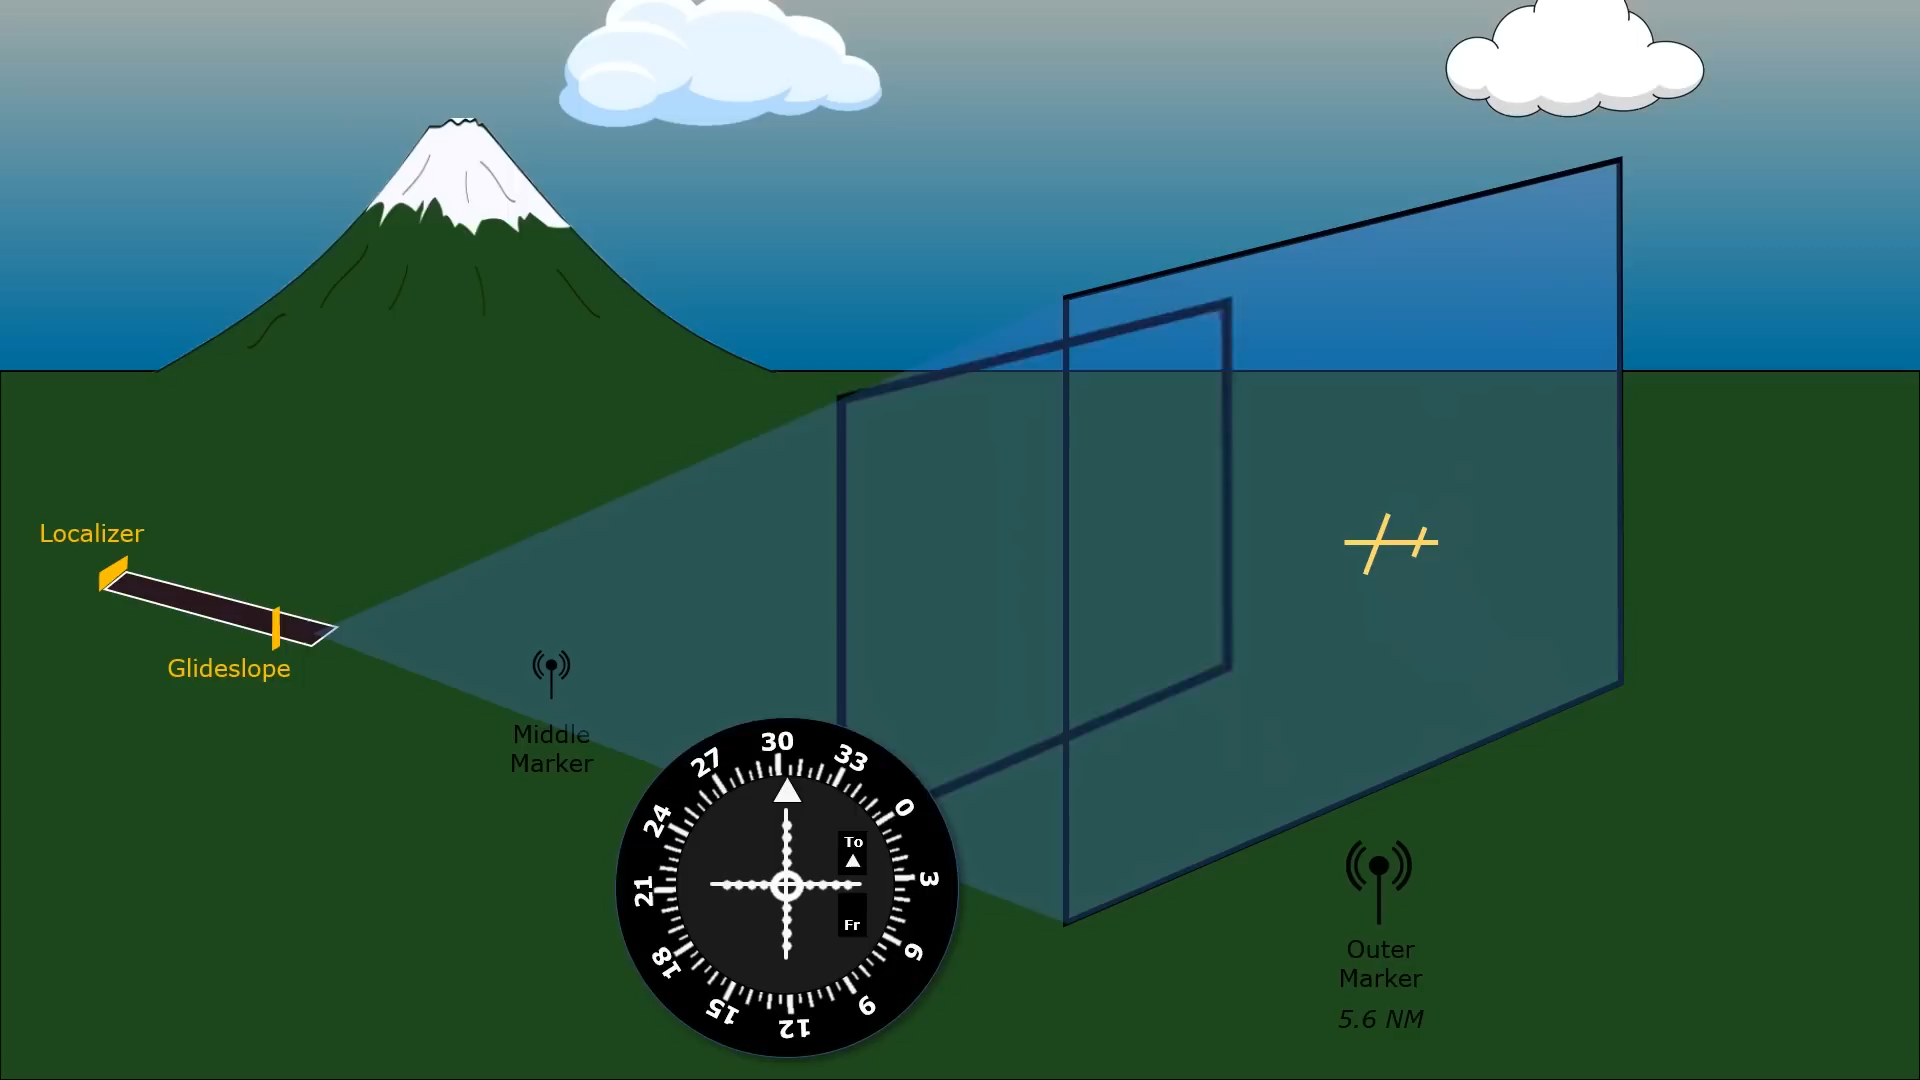 Localizer
Glideslope
Middle
Marker
30
33
0
3
6
9
12
15
18
21
24
27
To
Fr
Outer
Marker
5.6 NM